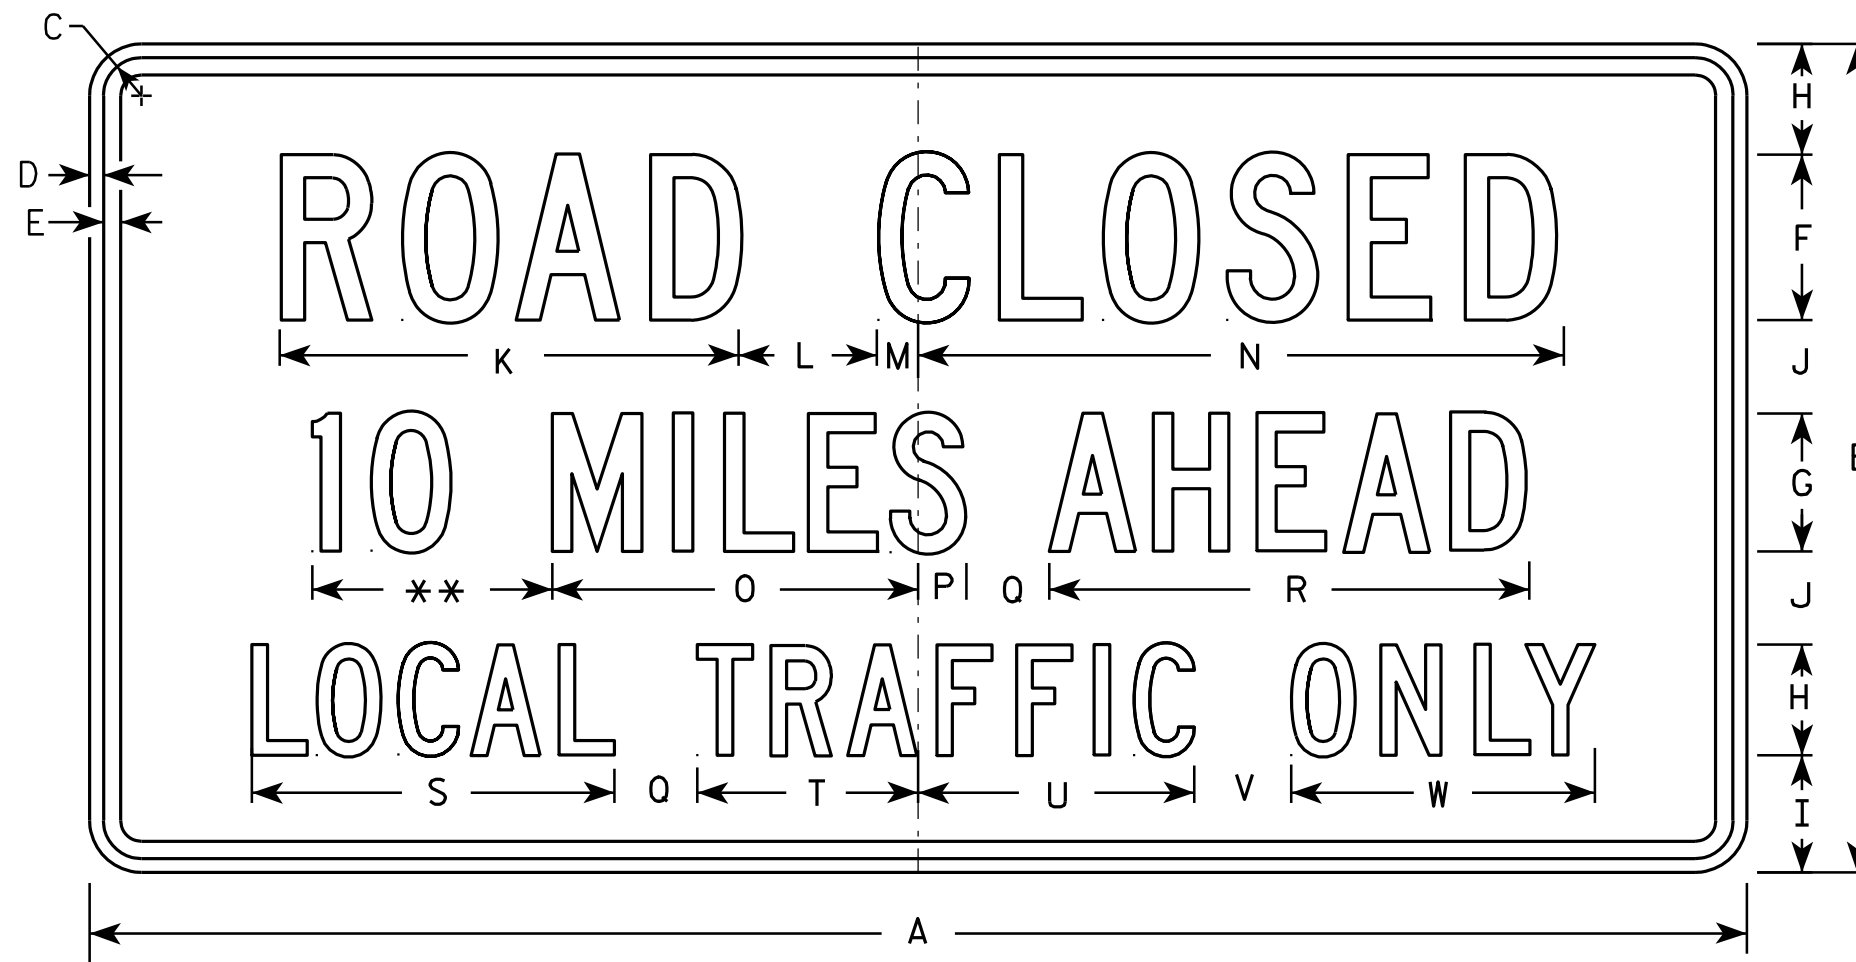 C
H
ROAD CLOSED
D
E
F
K L M N
J
10 MILES AHEAD
G
** O P Q R
J
LOCAL TRAFFIC ONLY
H
S Q T U V W
I
A